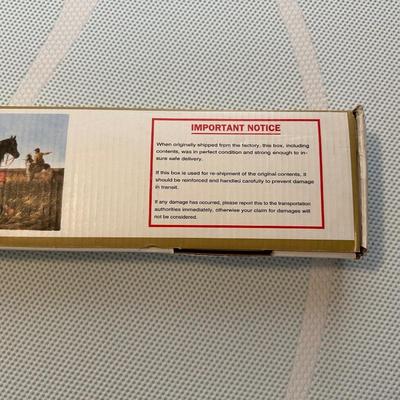 IMPORTANT NOTICE
When originally shipped from the factory, this box, including
contents, was in perfect condition and strong enough to in-
sure safe delivery.
If this box is used for re-shipment of the original contents, it
should be reinforced and handled carefully to prevent damage
in transit.
If any damage has occurred, please report this to the transportation
authorities immediately, otherwise your claim for damages will
not be considered.